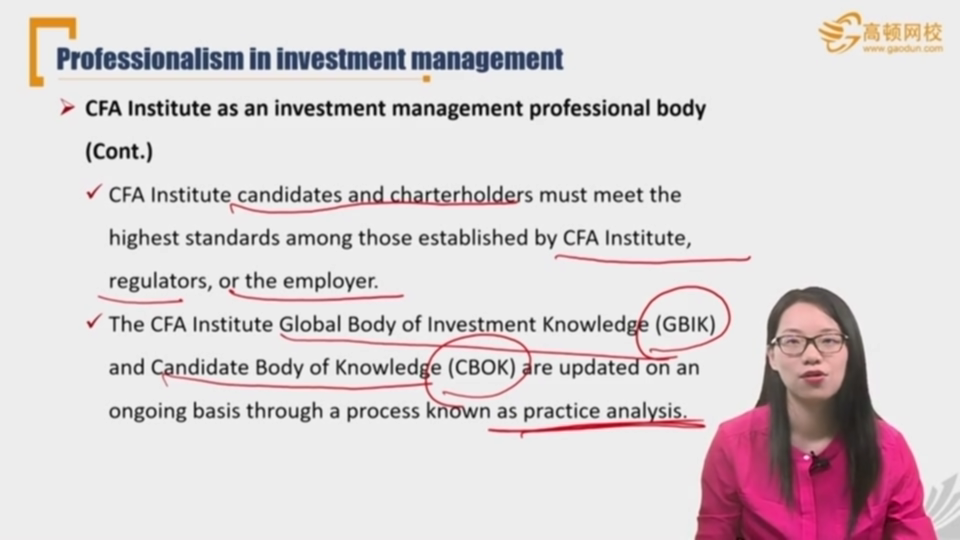 高顿网校
www.gaodun.com
Professionalism in investment management
CFA Institute as an investment management professional body
(Cont.)
CFA Institute candidates and charterholders must meet the
highest standards among those established by CFA Institute,
regulators, or the employer.
The CFA Institute Global Body of Investment Knowledge (GBIK)
and Candidate Body of Knowledge (CBOK) are updated on an
ongoing basis through a process known as practice analysis.